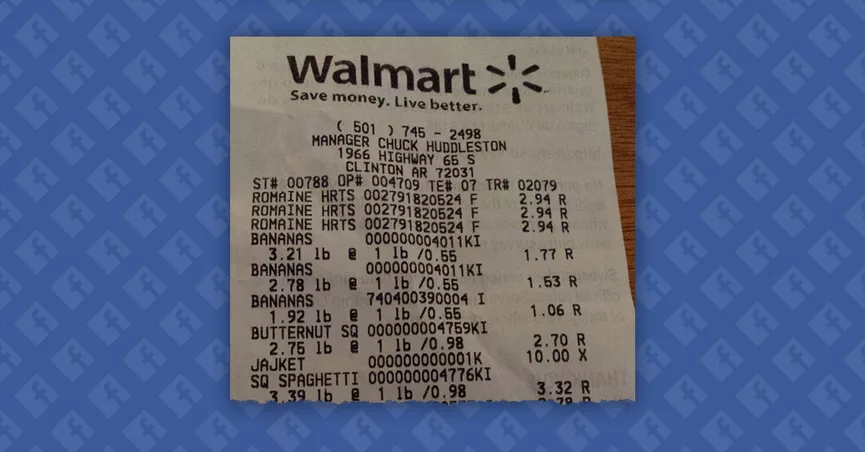 Walmart
Save money. Live better.
( 501 ) 745 - 2498
MANAGER CHUCK HUDDLESTON
1966 HIGHWAY 65 S
CLINTON AR 72031
ST# 00788 OP# 004709 TE# 07 TR# 02079
ROMAINE HRTS 002791820524 F 2.94 R
ROMAINE HRTS 002791820524 F 2.94 R
ROMAINE HRTS 002791820524 F 2.94 R
BANANAS 000000004011KI
3.21 lb @ 1 lb /0.55 1.77 R
BANANAS 000000004011KI
2.78 lb @ 1 lb /0.55 1.53 R
BANANAS 740400390004 I
1.92 lb @ 1 lb /0.55 1.06 R
BUTTERNUT SQ 000000004759KI
2.75 lb @ 1 lb /0.98 2.70 R
JAJKET 000000000001K 10.00 X
SQ SPAGHETTI 000000004776KI
3.39 lb @ 1 lb /0.98 3.32 R